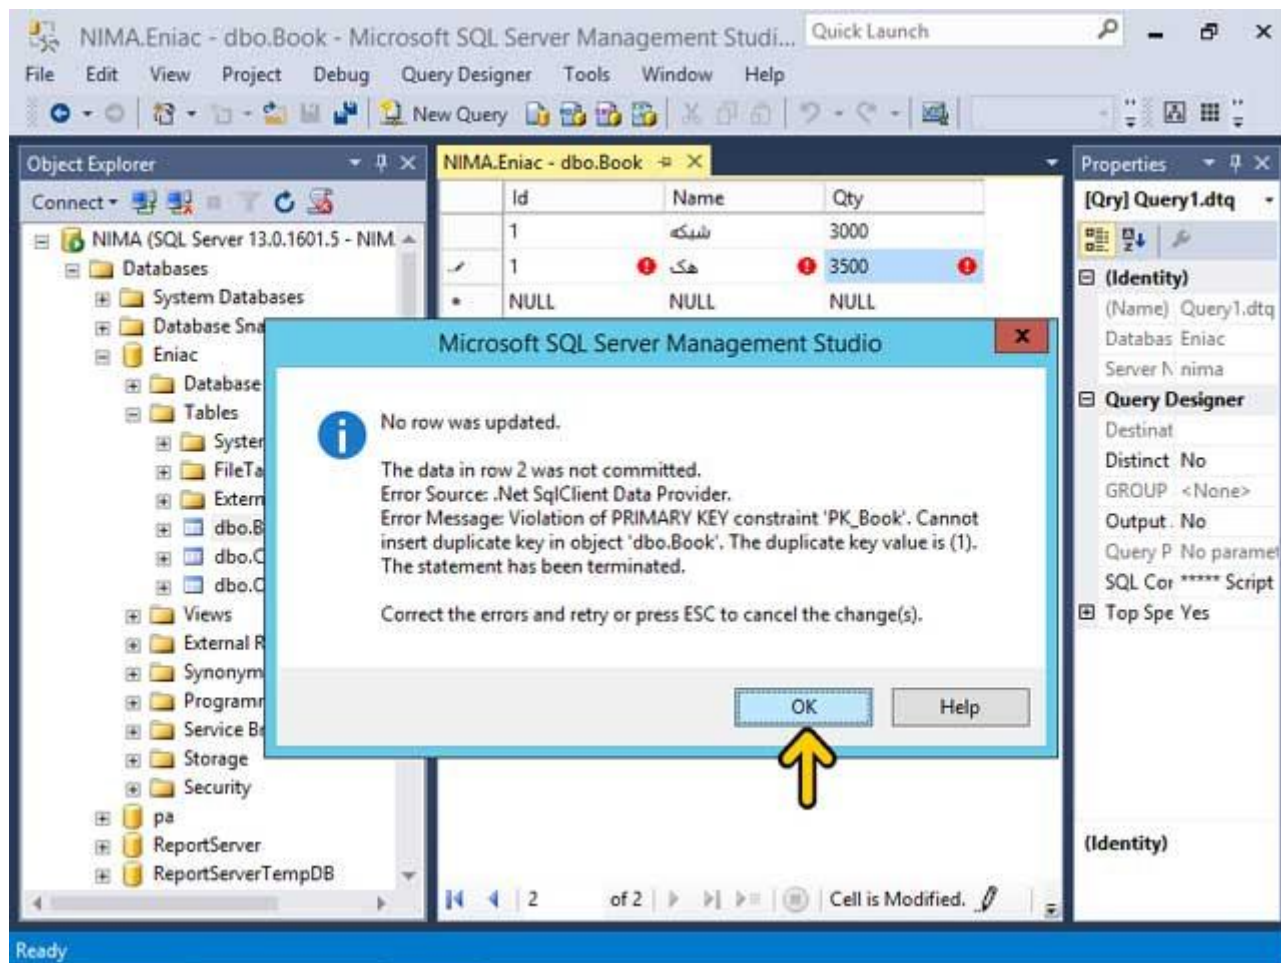 NIMA.Eniac - dbo.Book - Microsoft SQL Server Management Studi...
Quick Launch
File Edit View Project Debug Query Designer Tools Window Help
New Query
Object Explorer
Connect
NIMA (SQL Server 13.0.1601.5 - NIM
Databases
System Databases
Database Sna
Eniac
Database
Tables
System
FileTa
Extern
dbo.B
dbo.C
dbo.C
Views
External R
Synonym
Programm
Service Br
Storage
Security
pa
ReportServer
ReportServerTempDB
NIMA.Eniac - dbo.Book
Id Name Qty
1 شبکه 3000
1 هک 3500
NULL NULL NULL
Microsoft SQL Server Management Studio
No row was updated.
The data in row 2 was not committed.
Error Source: .Net SqlClient Data Provider.
Error Message: Violation of PRIMARY KEY constraint 'PK_Book'. Cannot
insert duplicate key in object 'dbo.Book'. The duplicate key value is (1).
The statement has been terminated.
Correct the errors and retry or press ESC to cancel the change(s).
OK Help
2 of 2 Cell is Modified.
Properties
[Qry] Query1.dtq
(Identity)
(Name) Query1.dtq
Databas Eniac
Server N nima
Query Designer
Destinat
Distinct No
GROUP <None>
Output No
Query P No paramet
SQL Cor ***** Script
Top Spe Yes
(Identity)
Ready